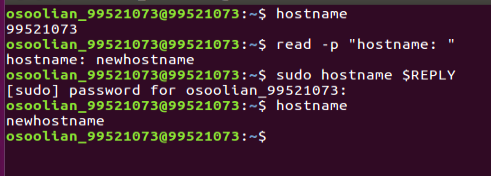 osoolian_99521073@99521073:~$ hostname
99521073
osoolian_99521073@99521073:~$ read -p "hostname: "
hostname: newhostname
osoolian_99521073@99521073:~$ sudo hostname $REPLY
[sudo] password for osoolian_99521073:
osoolian_99521073@99521073:~$ hostname
newhostname
osoolian_99521073@99521073:~$